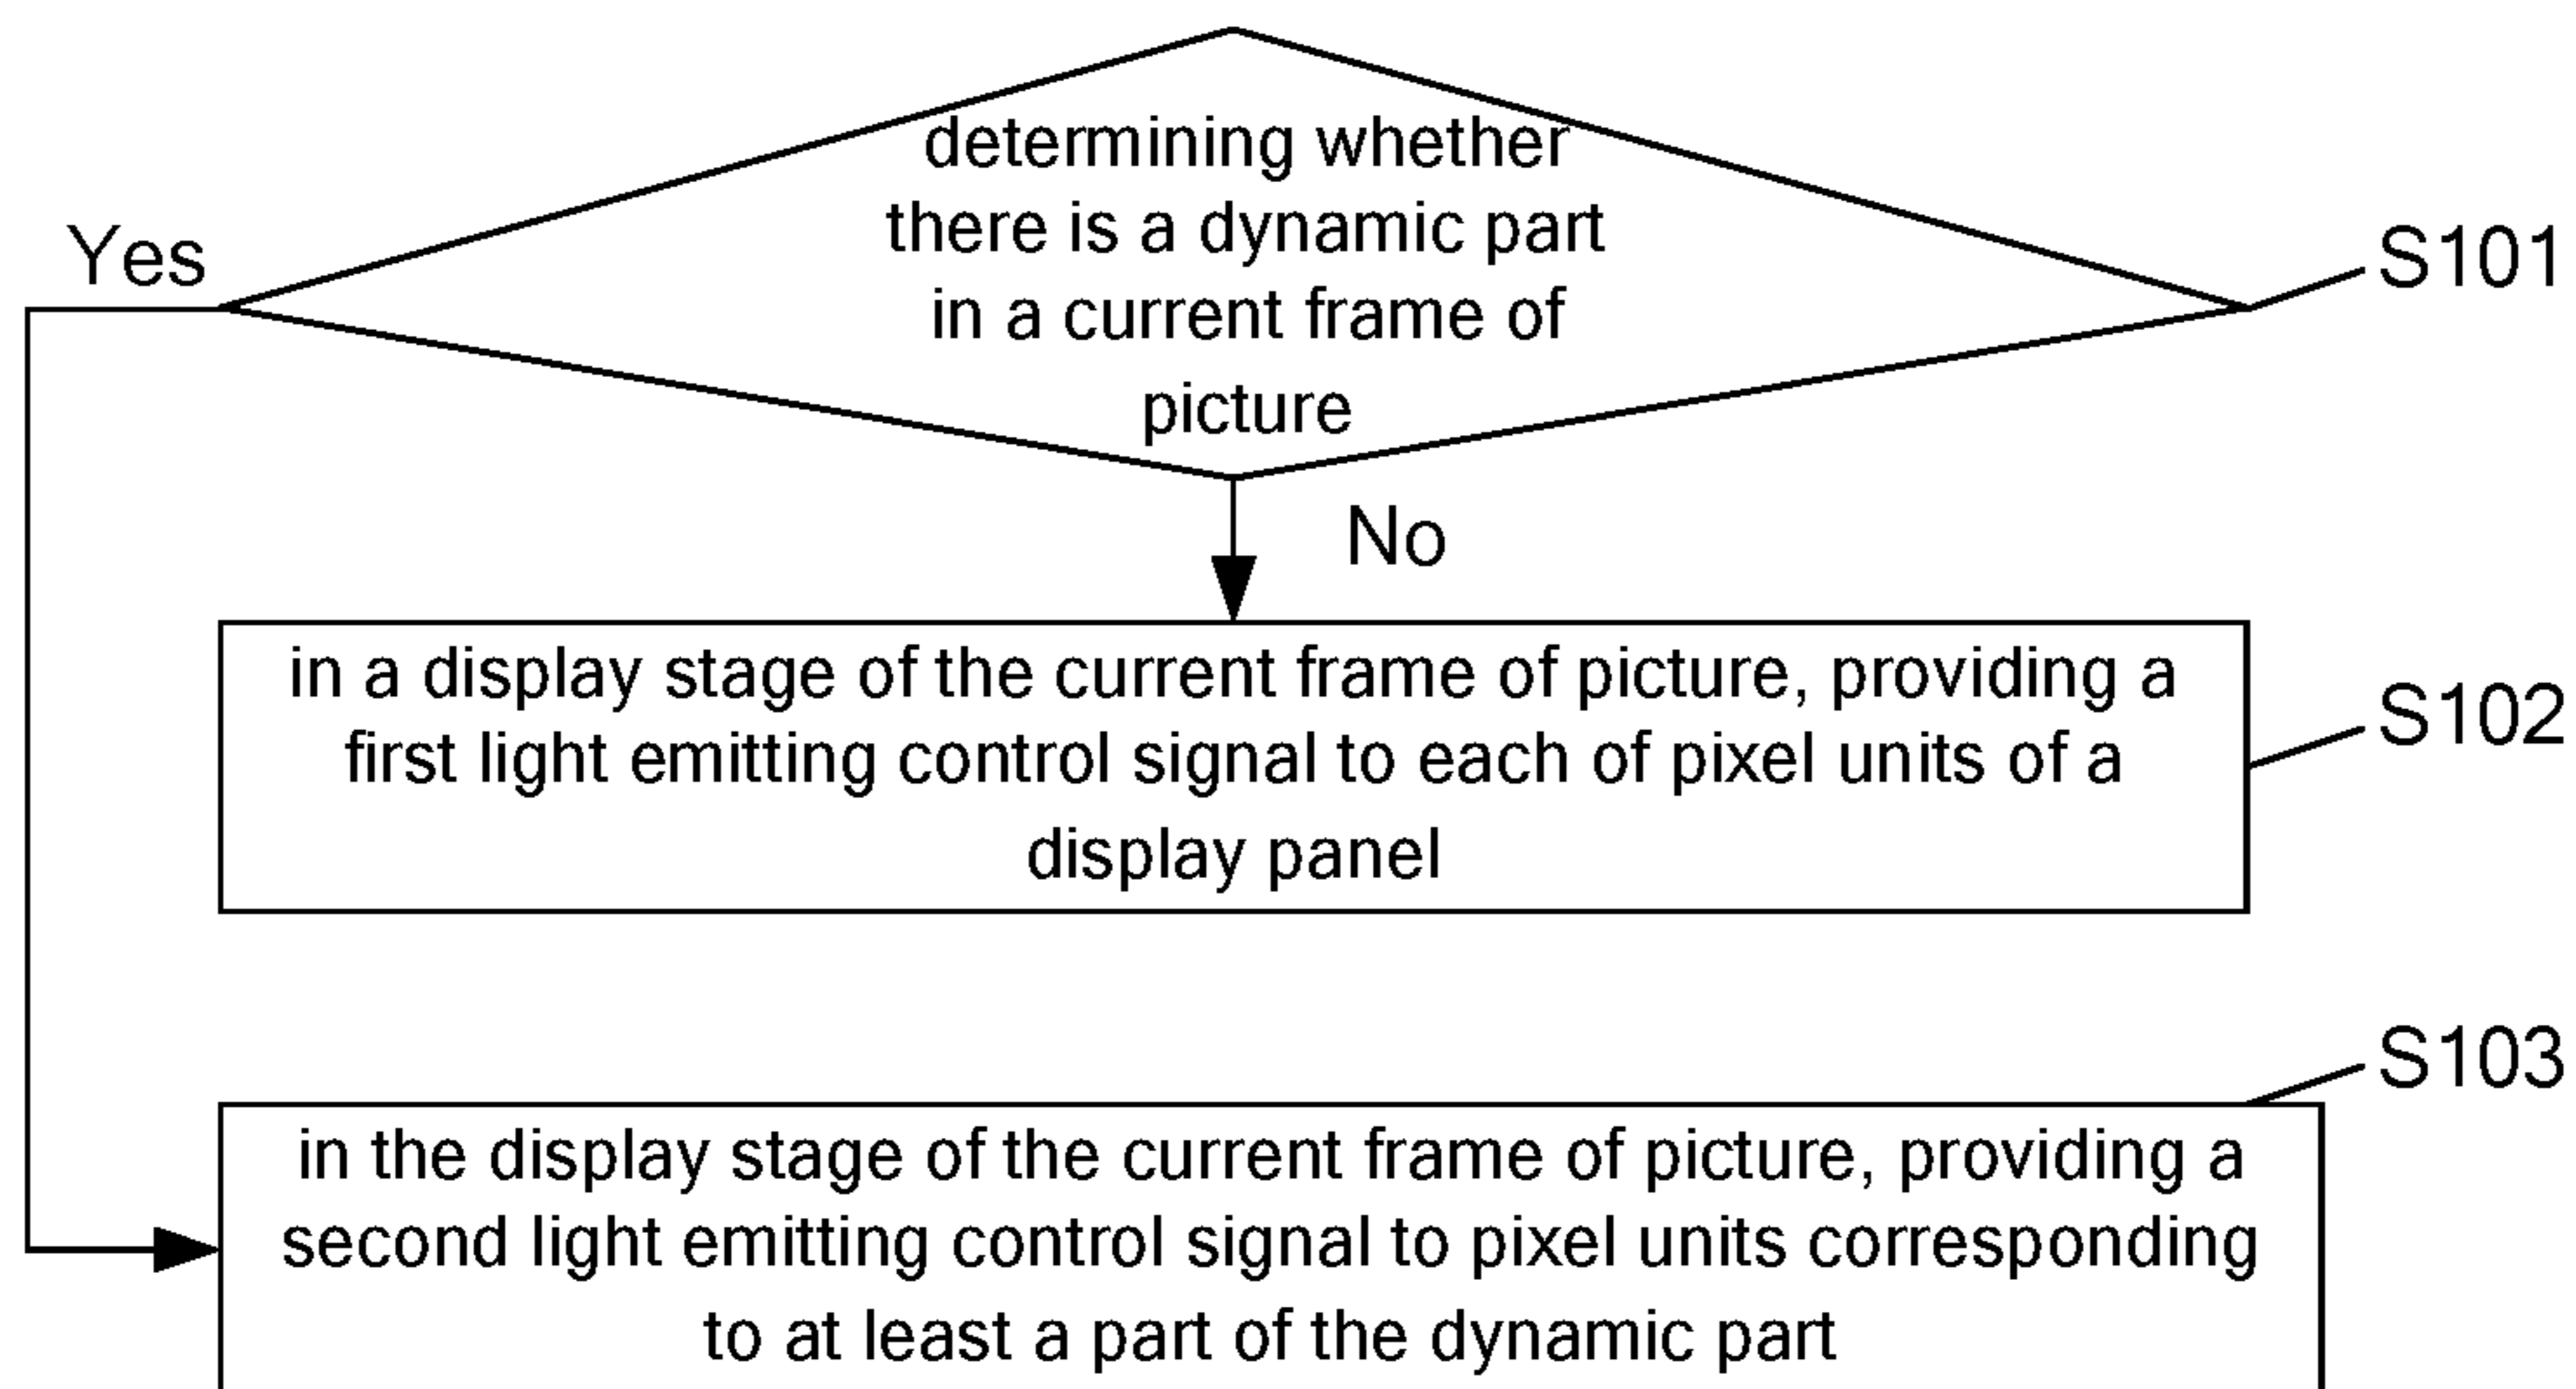 determining whether
there is a dynamic part
in a current frame of
picture
Yes
S101
No
in a display stage of the current frame of picture, providing a
first light emitting control signal to each of pixel units of a
display panel
S102
S103
in the display stage of the current frame of picture, providing a
second light emitting control signal to pixel units corresponding
to at least a part of the dynamic part